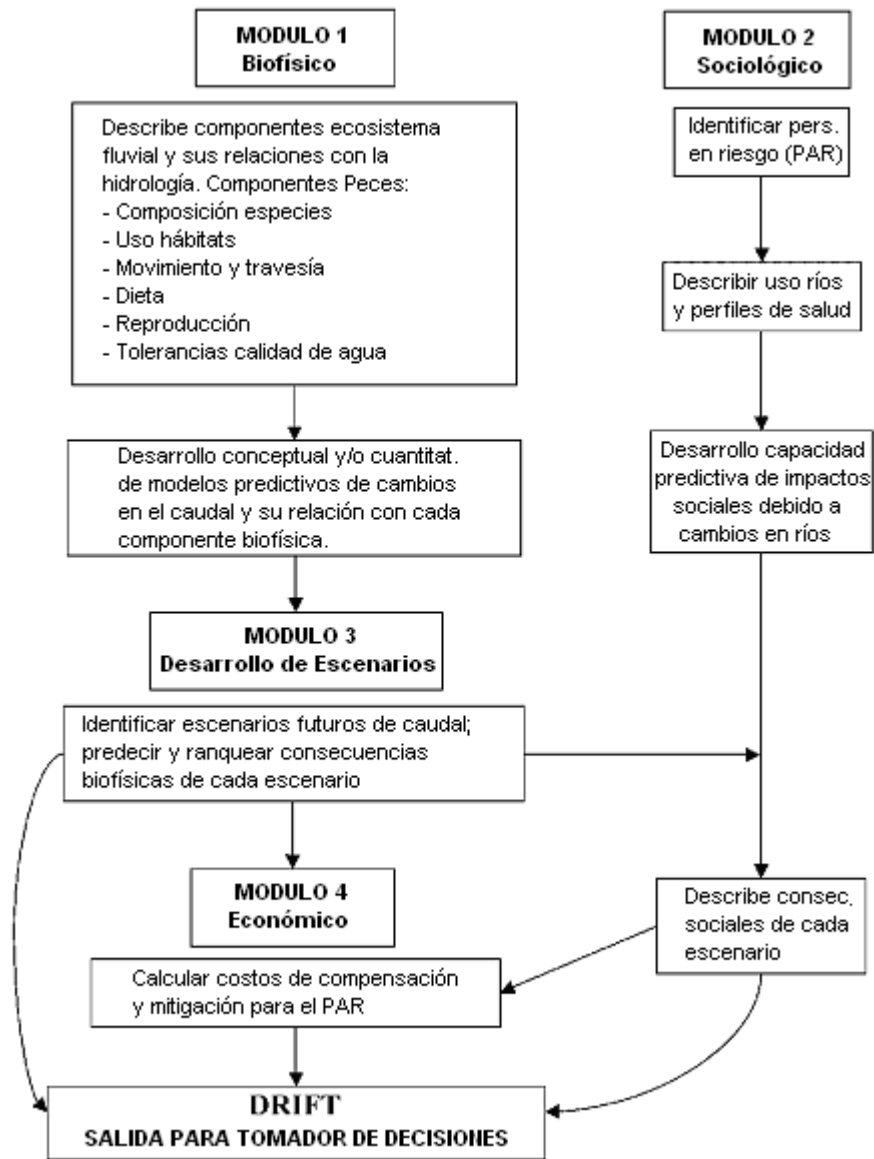 MODULO 1
Biofísico
MODULO 2
Sociológico
Describe componentes ecosistema
fluvial y sus relaciones con la
hidrología. Componentes Peces:
- Composición especies
- Uso hábitats
- Movimiento y travesía
- Dieta
- Reproducción
- Tolerancias calidad de agua
Identificar pers.
en riesgo (PAR)
Describir uso ríos
y perfiles de salud
Desarrollo conceptual y/o cuantitat.
de modelos predictivos de cambios
en el caudal y su relación con cada
componente biofísica.
Desarrollo capacidad
predictiva de impactos
sociales debido a
cambios en ríos
MODULO 3
Desarrollo de Escenarios
Identificar escenarios futuros de caudal;
predecir y ranquear consecuencias
biofísicas de cada escenario
MODULO 4
Económico
Describe consec.
sociales de cada
escenario
Calcular costos de compensación
y mitigación para el PAR
DRIFT
SALIDA PARA TOMADOR DE DECISIONES